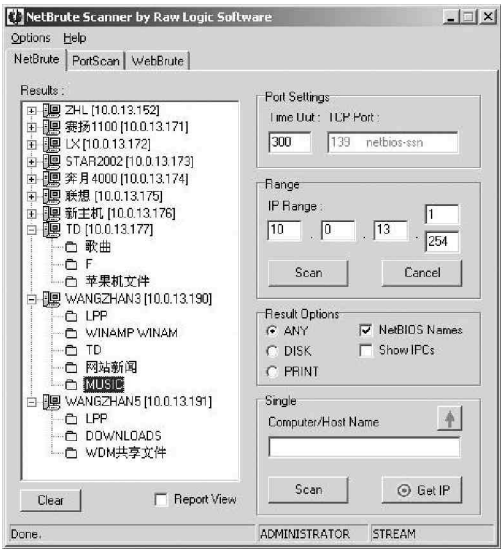 NetBrute Scanner by Raw Logic Software
Options Help
NetBrute PortScan WebBrute
Results :
ZHL [10.0.13.152]
赛扬1100 [10.0.13.171]
LX [10.0.13.172]
STAR2002 [10.0.13.173]
奔月4000 [10.0.13.174]
联想 [10.0.13.175]
新主机 [10.0.13.176]
TD [10.0.13.177]
歌曲
F
苹果机文件
WANGZHAN3 [10.0.13.190]
LPP
WINAMP WINAM
TD
网站新闻
MUSIC
WANGZHAN5 [10.0.13.191]
LPP
DOWNLOADS
WDM共享文件
Clear
Report View
Port Settings
Time Out : TCP Port :
300 139 netbios-ssn
Range
IP Range :
10 . 0 . 13 . 1
254
Scan Cancel
Result Options
ANY NetBIOS Names
DISK Show IPCs
PRINT
Single
Computer/Host Name
Scan Get IP
Done. ADMINISTRATOR STREAM